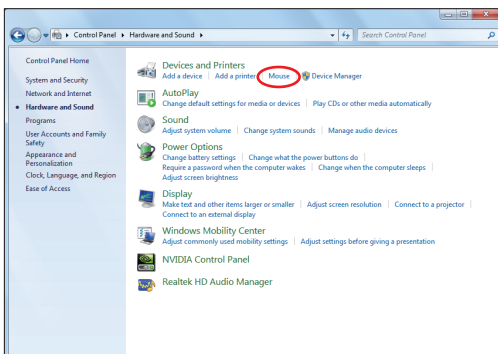 Control Panel ▸ Hardware and Sound ▸
Search Control Panel
Control Panel Home
System and Security
Network and Internet
Hardware and Sound
Programs
User Accounts and Family
Safety
Appearance and
Personalization
Clock, Language, and Region
Ease of Access
Devices and Printers
Add a device | Add a printer | Mouse | Device Manager
AutoPlay
Change default settings for media or devices | Play CDs or other media automatically
Sound
Adjust system volume | Change system sounds | Manage audio devices
Power Options
Change battery settings | Change what the power buttons do |
Require a password when the computer wakes | Change when the computer sleeps |
Adjust screen brightness
Display
Make text and other items larger or smaller | Adjust screen resolution | Connect to a projector |
Connect to an external display
Windows Mobility Center
Adjust commonly used mobility settings | Adjust settings before giving a presentation
NVIDIA Control Panel
Realtek HD Audio Manager